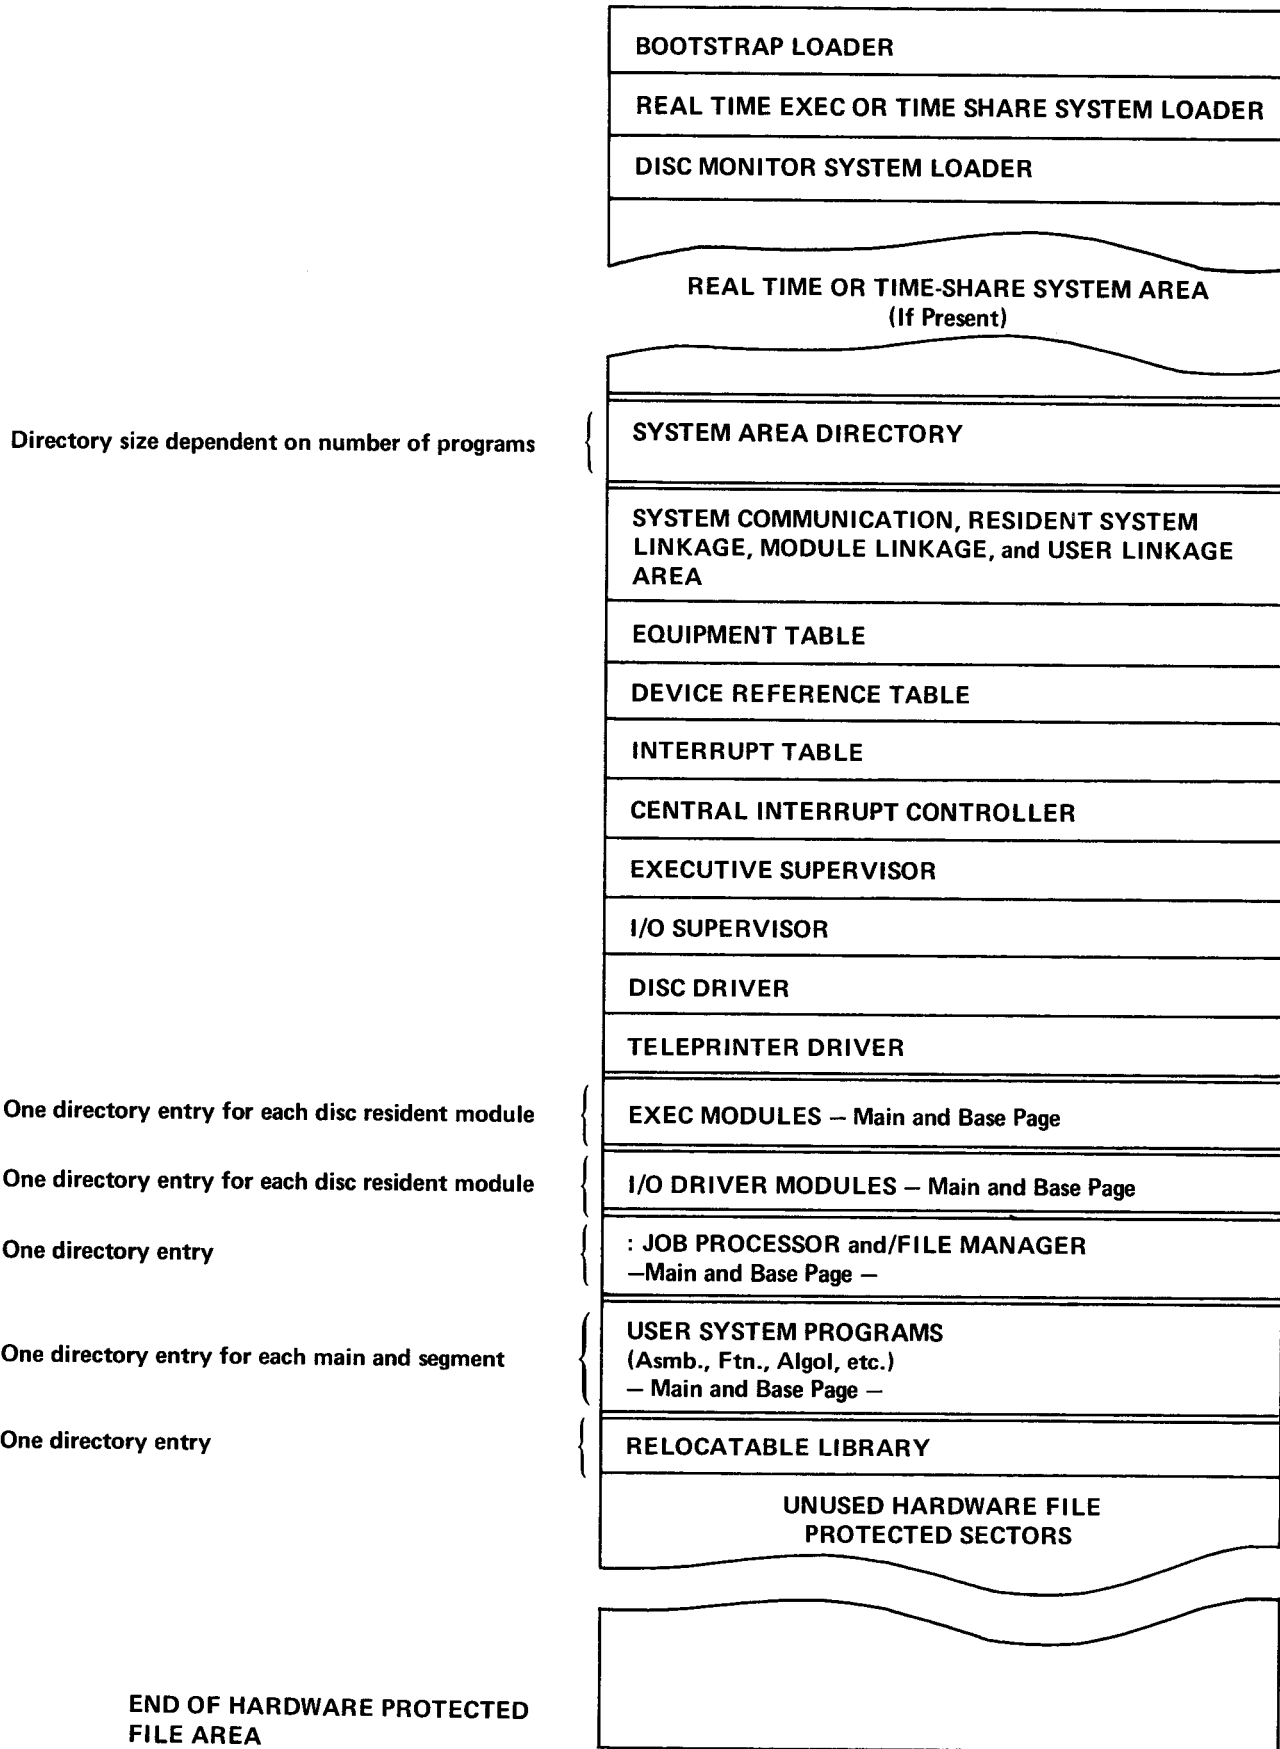 BOOTSTRAP LOADER
REAL TIME EXEC OR TIME SHARE SYSTEM LOADER
DISC MONITOR SYSTEM LOADER
REAL TIME OR TIME-SHARE SYSTEM AREA
(If Present)
Directory size dependent on number of programs
SYSTEM AREA DIRECTORY
SYSTEM COMMUNICATION, RESIDENT SYSTEM
LINKAGE, MODULE LINKAGE, and USER LINKAGE
AREA
EQUIPMENT TABLE
DEVICE REFERENCE TABLE
INTERRUPT TABLE
CENTRAL INTERRUPT CONTROLLER
EXECUTIVE SUPERVISOR
I/O SUPERVISOR
DISC DRIVER
TELEPRINTER DRIVER
One directory entry for each disc resident module
EXEC MODULES — Main and Base Page
One directory entry for each disc resident module
I/O DRIVER MODULES — Main and Base Page
One directory entry
: JOB PROCESSOR and/FILE MANAGER
—Main and Base Page —
One directory entry for each main and segment
USER SYSTEM PROGRAMS
(Asmb., Ftn., Algol, etc.)
— Main and Base Page —
One directory entry
RELOCATABLE LIBRARY
UNUSED HARDWARE FILE
PROTECTED SECTORS
END OF HARDWARE PROTECTED
FILE AREA